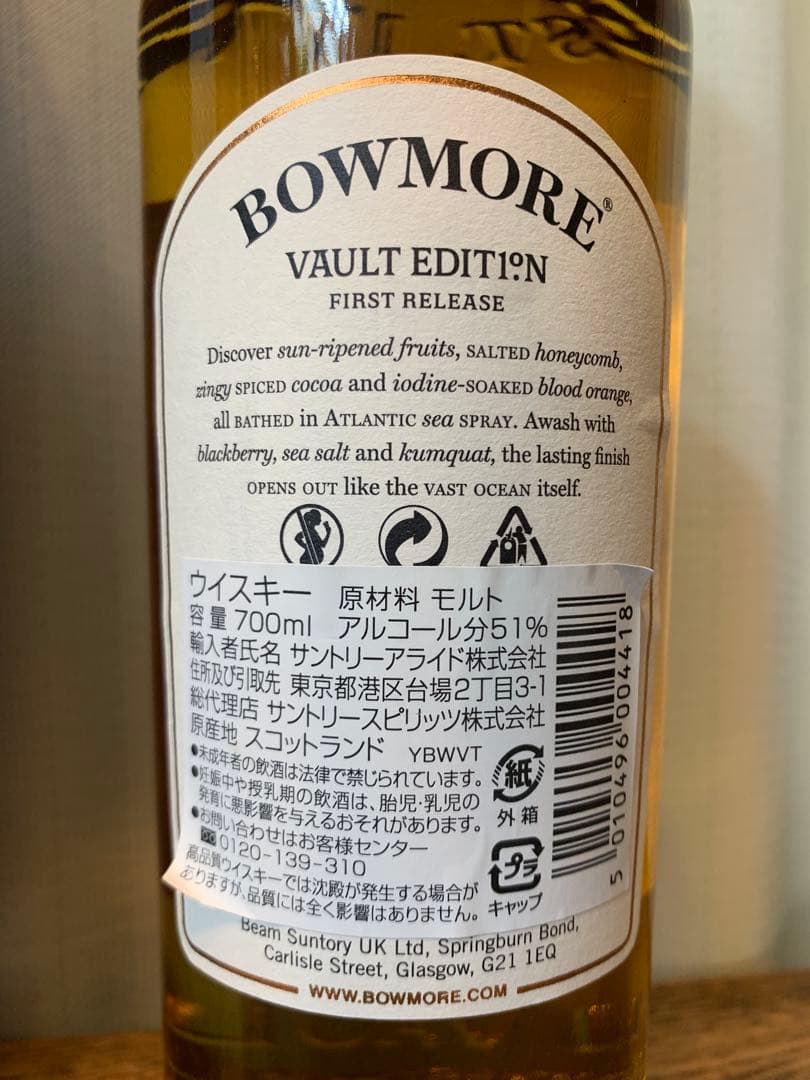 BOWMORE®
VAULT EDIT1ºN
FIRST RELEASE
Discover sun-ripened fruits, SALTED honeycomb,
zingy SPICED cocoa and iodine-SOAKED blood orange,
all BATHED in ATLANTIC sea SPRAY. Awash with
blackberry, sea salt and kumquat, the lasting finish
OPENS OUT like the VAST OCEAN itself.
ウイスキー 原材料 モルト
容量 700ml アルコール分51%
輸入者氏名 サントリーアライド株式会社
住所及び引取先 東京都港区台場2丁目3-1
総代理店 サントリースピリッツ株式会社
原産地 スコットランド YBWVT
●未成年者の飲酒は法律で禁じられています。
●妊娠中や授乳期の飲酒は、胎児・乳児の
発育に悪影響を与えるおそれがあります。
●お問い合わせはお客様センター
0120-139-310
高品質ウイスキーでは沈殿が発生する場合が
ありますが、品質には全く影響はありません。
紙
外箱
プラ
キャップ
5 010496 004418
Beam Suntory UK Ltd, Springburn Bond,
Carlisle Street, Glasgow, G21 1EQ
WWW.BOWMORE.COM